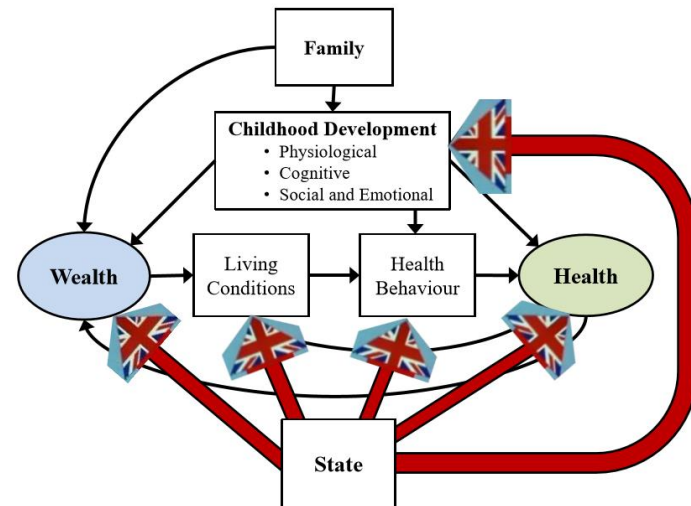 Family
Childhood Development
• Physiological
• Cognitive
• Social and Emotional
Wealth
Living
Conditions
Health
Behaviour
Health
State